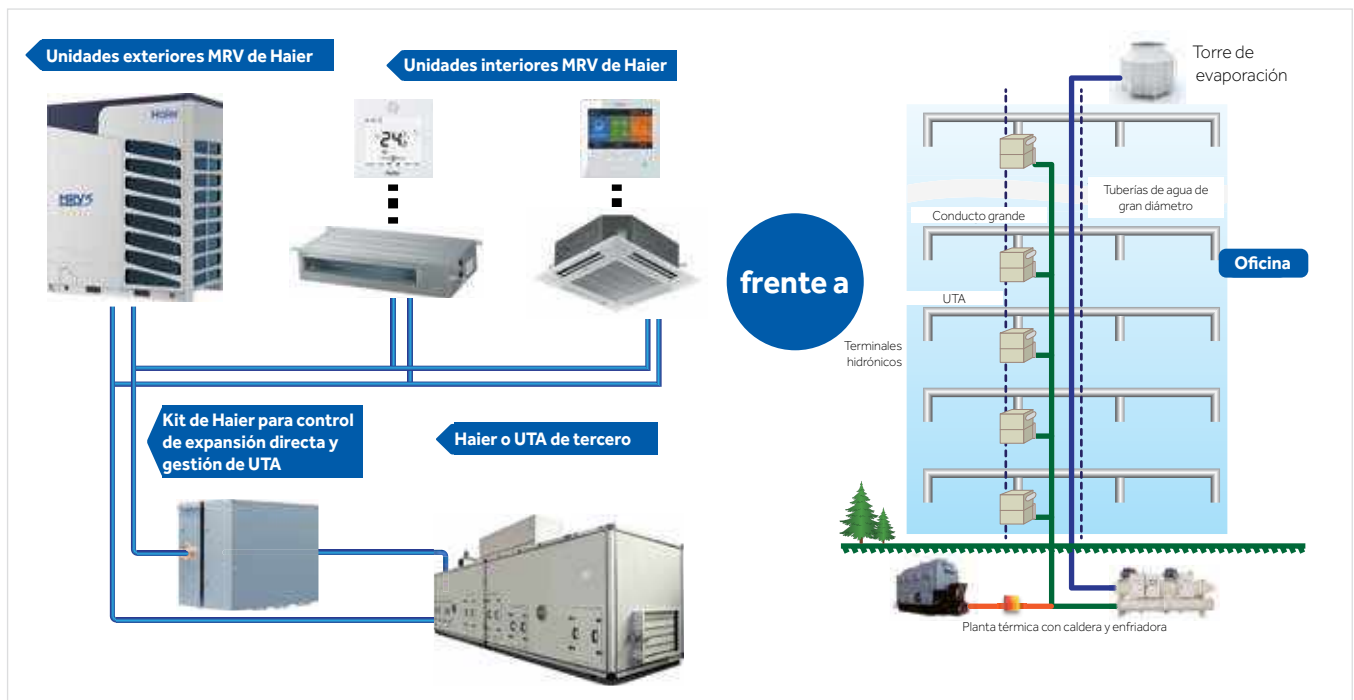 Unidades exteriores MRV de Haier
Unidades interiores MRV de Haier
Haier
MRV5
24
frente a
Torre de
evaporación
Tuberías de agua de
gran diámetro
Conducto grande
Oficina
UTA
Terminales
hidrónicos
Kit de Haier para control
de expansión directa y
gestión de UTA
Haier o UTA de tercero
Planta térmica con caldera y enfriadora